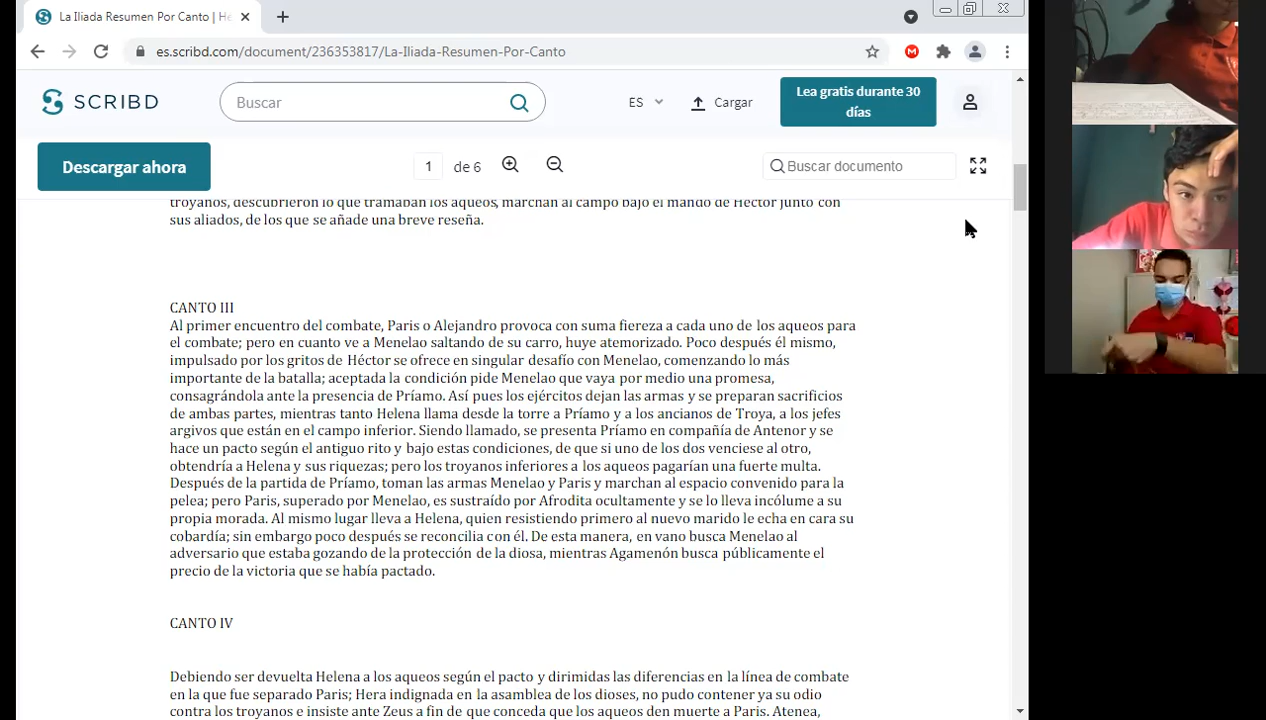 La Iliada Resumen Por Canto | He
es.scribd.com/document/236353817/La-Iliada-Resumen-Por-Canto
SCRIBD
Buscar
ES
Cargar
Lea gratis durante 30
días
Descargar ahora
1 de 6
Buscar documento
troyanos, descubrieron lo que tramaban los aqueos, marchan al campo bajo el mando de Héctor junto con
sus aliados, de los que se añade una breve reseña.
CANTO III
Al primer encuentro del combate, Paris o Alejandro provoca con suma fiereza a cada uno de los aqueos para
el combate; pero en cuanto ve a Menelao saltando de su carro, huye atemorizado. Poco después él mismo,
impulsado por los gritos de Héctor se ofrece en singular desafío con Menelao, comenzando lo más
importante de la batalla; aceptada la condición pide Menelao que vaya por medio una promesa,
consagrándola ante la presencia de Príamo. Así pues los ejércitos dejan las armas y se preparan sacrificios
de ambas partes, mientras tanto Helena llama desde la torre a Príamo y a los ancianos de Troya, a los jefes
argivos que están en el campo inferior. Siendo llamado, se presenta Príamo en compañía de Antenor y se
hace un pacto según el antiguo rito y bajo estas condiciones, de que si uno de los dos venciese al otro,
obtendría a Helena y sus riquezas; pero los troyanos inferiores a los aqueos pagarían una fuerte multa.
Después de la partida de Príamo, toman las armas Menelao y Paris y marchan al espacio convenido para la
pelea; pero Paris, superado por Menelao, es sustraído por Afrodita ocultamente y se lo lleva incólume a su
propia morada. Al mismo lugar lleva a Helena, quien resistiendo primero al nuevo marido le echa en cara su
cobardía; sin embargo poco después se reconcilia con él. De esta manera, en vano busca Menelao al
adversario que estaba gozando de la protección de la diosa, mientras Agamenón busca públicamente el
precio de la victoria que se había pactado.
CANTO IV
Debiendo ser devuelta Helena a los aqueos según el pacto y dirimidas las diferencias en la línea de combate
en la que fue separado Paris; Hera indignada en la asamblea de los dioses, no pudo contener ya su odio
contra los troyanos e insiste ante Zeus a fin de que conceda que los aqueos den muerte a Paris. Atenea,